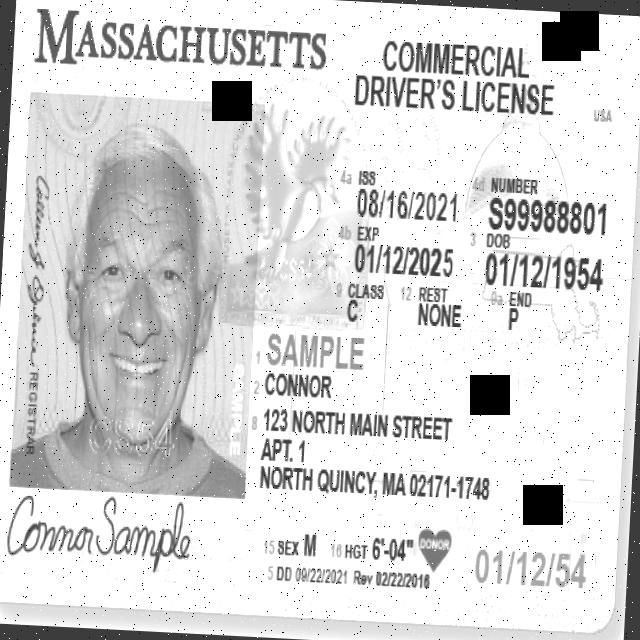 MASSACHUSETTS
COMMERCIAL
DRIVER'S LICENSE
USA
4a ISS
08/16/2021
4d NUMBER
S99988801
4b EXP
01/12/2025
3 DOB
01/12/1954
9 CLASS
C
12 REST
NONE
9a END
P
1 SAMPLE
2 CONNOR
8 123 NORTH MAIN STREET
APT. 1
NORTH QUINCY, MA 02171-1748
15 SEX M 16 HGT 6'-04"
DONOR
5 DD 09/22/2021 Rev 02/22/2016
01/12/54
REGISTRAR
Connor Sample